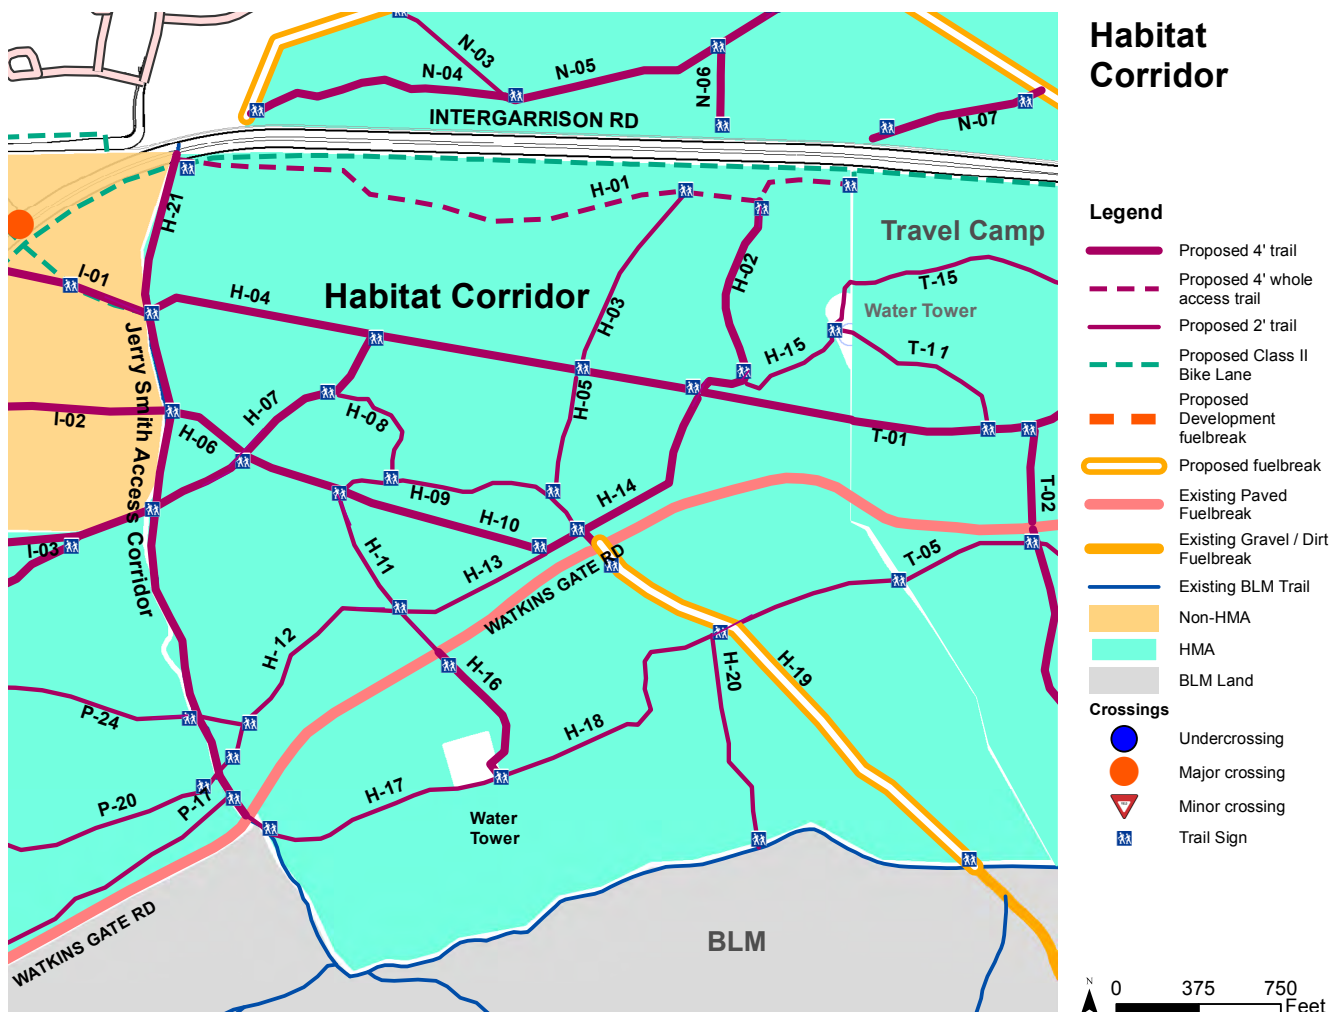 Habitat
Corridor
N-03
N-04
N-05
N-06
N-07
INTERGARRISON RD
H-01
H-21
Travel Camp
I-01
H-04
Habitat Corridor
H-02
H-03
T-15
Water Tower
T-11
H-15
Jerry Smith Access Corridor
I-02
H-06
H-07
H-08
H-05
T-01
H-09
H-10
H-14
T-02
I-03
H-11
H-13
WATKINS GATE RD
T-05
H-12
H-16
H-20
H-19
P-24
H-18
H-17
P-20
P-17
Water
Tower
WATKINS GATE RD
BLM
Legend
Proposed 4' trail
Proposed 4' whole
access trail
Proposed 2' trail
Proposed Class II
Bike Lane
Proposed
Development
fuelbreak
Proposed fuelbreak
Existing Paved
Fuelbreak
Existing Gravel / Dirt
Fuelbreak
Existing BLM Trail
Non-HMA
HMA
BLM Land
Crossings
Undercrossing
Major crossing
Minor crossing
Trail Sign
N
0 375 750
Feet